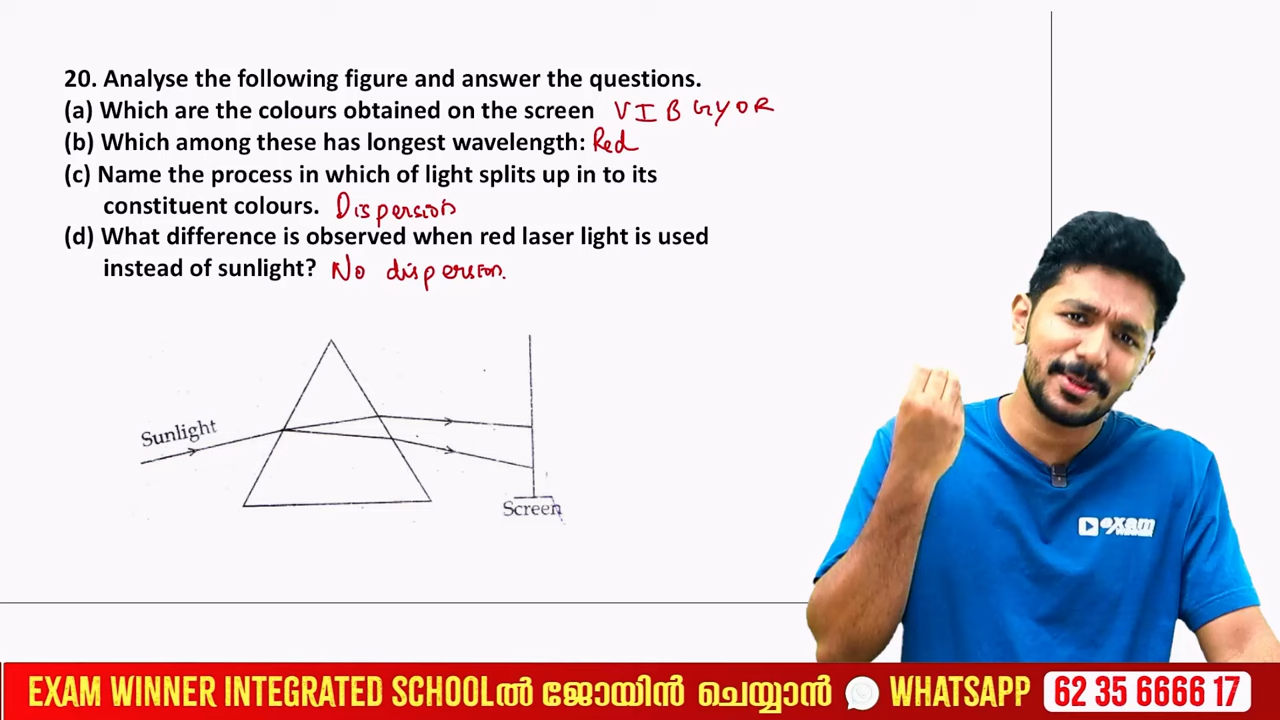 20. Analyse the following figure and answer the questions.
(a) Which are the colours obtained on the screen VIBGYOR
(b) Which among these has longest wavelength: Red
(c) Name the process in which of light splits up in to its
constituent colours. Dispersion
(d) What difference is observed when red laser light is used
instead of sunlight? No dispersion.
Sunlight
Screen
exam
WINNER
EXAM WINNER INTEGRATED SCHOOLൽ ജോയിൻ ചെയ്യാൻ WHATSAPP 62 35 6666 17